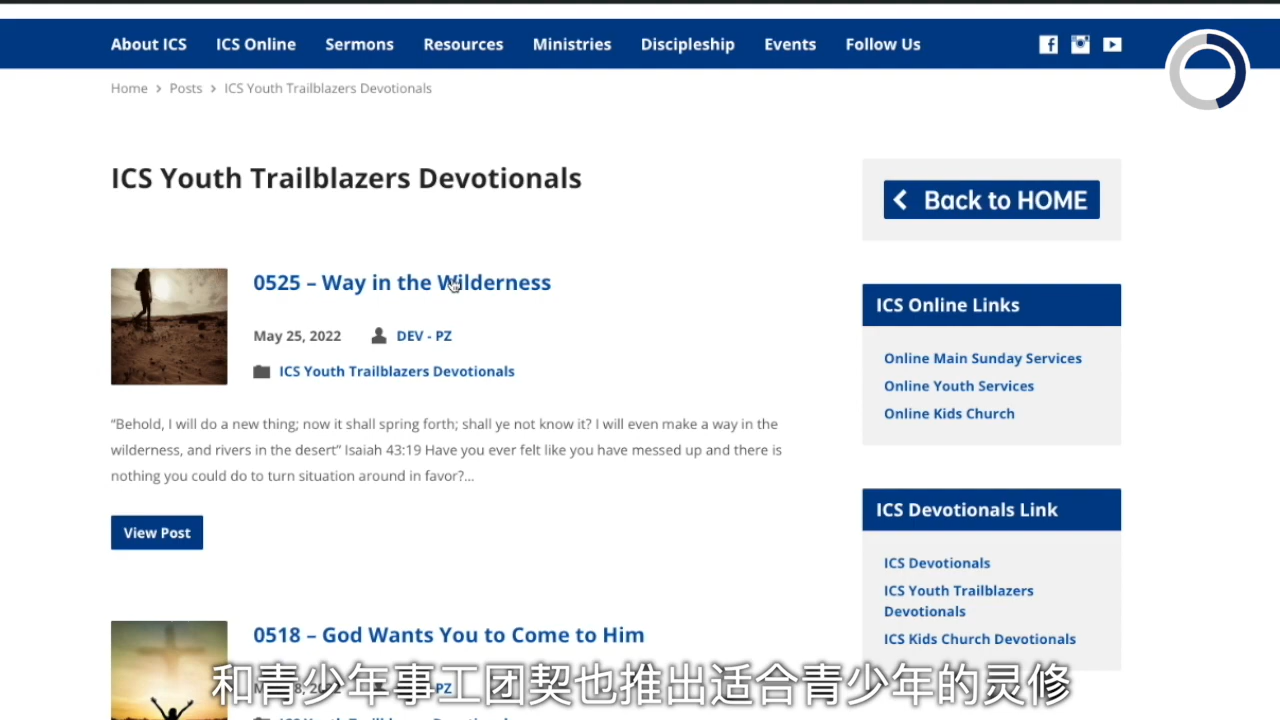 About ICS ICS Online Sermons Resources Ministries Discipleship Events Follow Us
Home > Posts > ICS Youth Trailblazers Devotionals
ICS Youth Trailblazers Devotionals
0525 – Way in the Wilderness
May 25, 2022 DEV - PZ
ICS Youth Trailblazers Devotionals
“Behold, I will do a new thing; now it shall spring forth; shall ye not know it? I will even make a way in the
wilderness, and rivers in the desert” Isaiah 43:19 Have you ever felt like you have messed up and there is
nothing you could do to turn situation around in favor?...
View Post
0518 – God Wants You to Come to Him
Back to HOME
ICS Online Links
Online Main Sunday Services
Online Youth Services
Online Kids Church
ICS Devotionals Link
ICS Devotionals
ICS Youth Trailblazers
Devotionals
ICS Kids Church Devotionals
和青少年事工团契也推出适合青少年的灵修